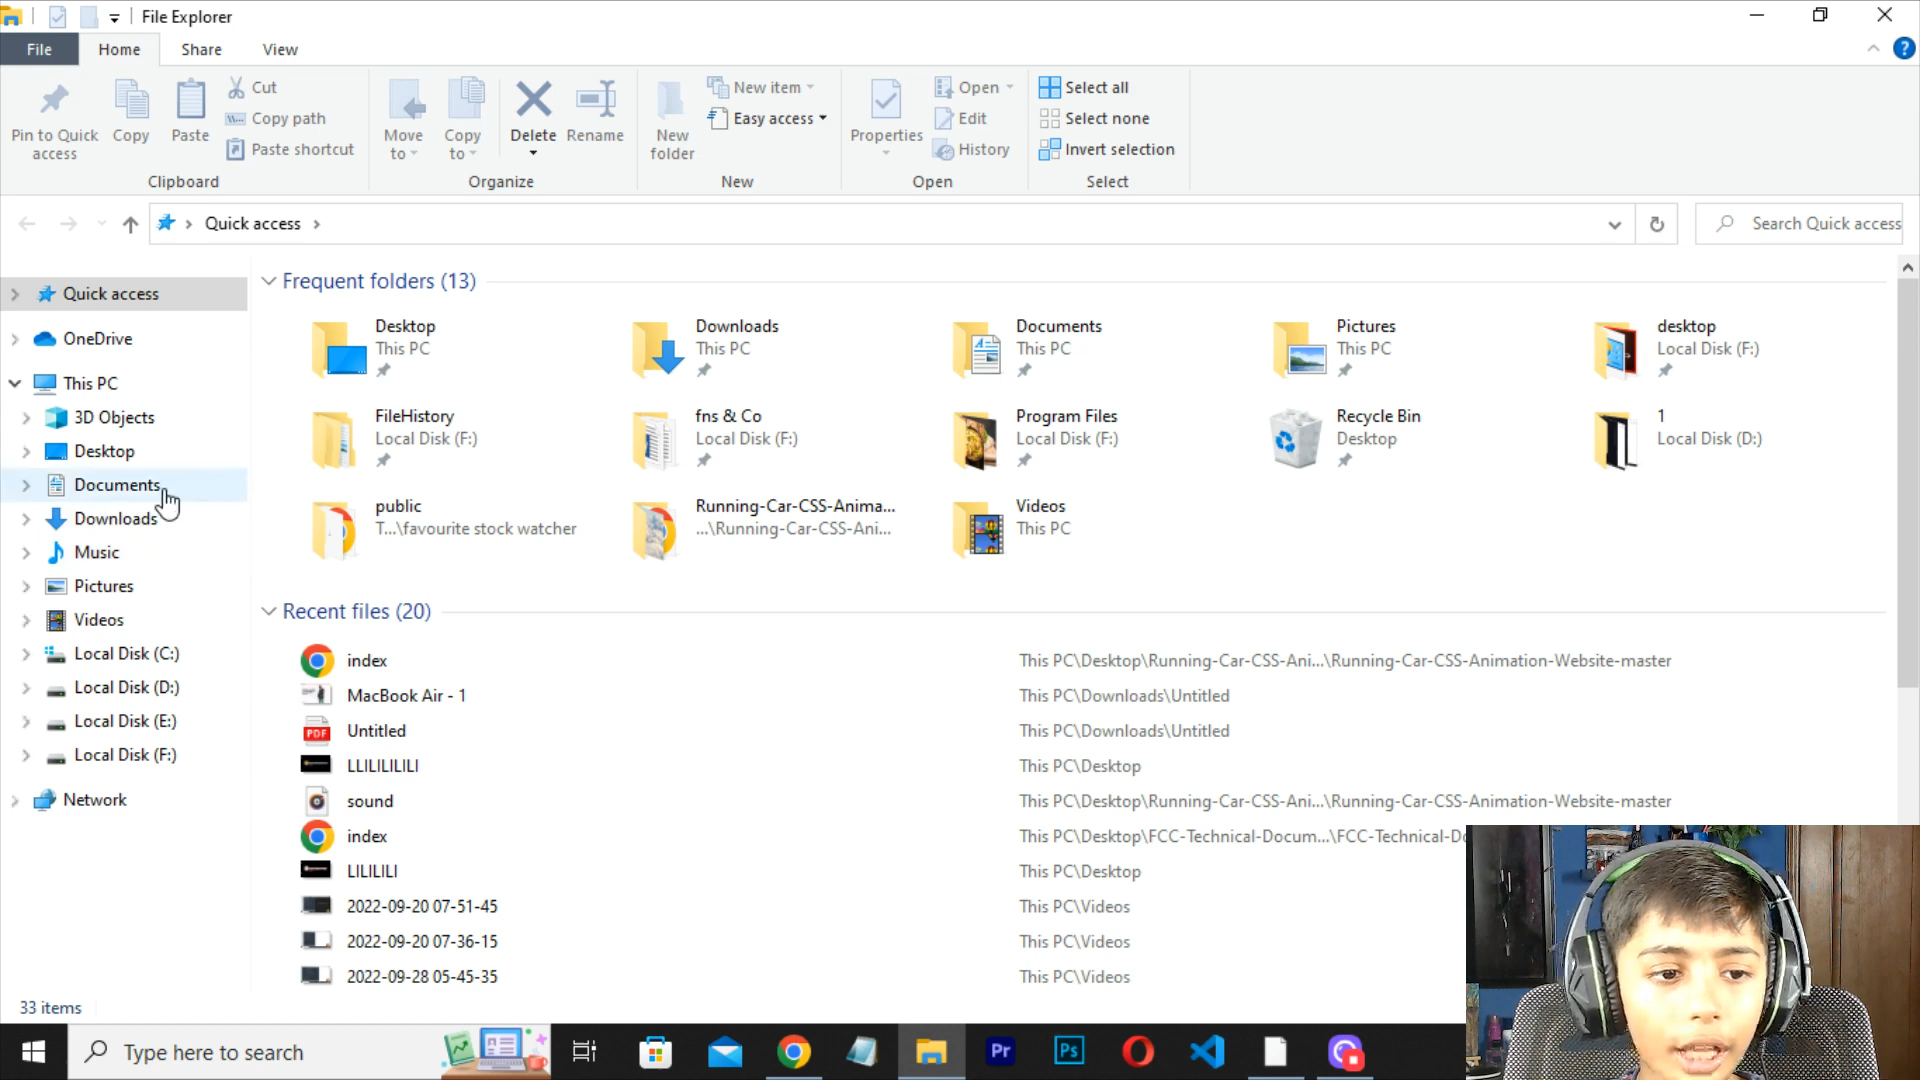 File Explorer
File Home Share View
Pin to Quick access
Copy
Paste
Cut
Copy path
Paste shortcut
Clipboard
Move to
Copy to
Delete
Rename
Organize
New folder
New item
Easy access
New
Properties
Open
Edit
History
Open
Select all
Select none
Invert selection
Select
Quick access
Search Quick access
Quick access
OneDrive
This PC
3D Objects
Desktop
Documents
Downloads
Music
Pictures
Videos
Local Disk (C:)
Local Disk (D:)
Local Disk (E:)
Local Disk (F:)
Network
Frequent folders (13)
Desktop
This PC
Downloads
This PC
Documents
This PC
Pictures
This PC
desktop
Local Disk (F:)
FileHistory
Local Disk (F:)
fns & Co
Local Disk (F:)
Program Files
Local Disk (F:)
Recycle Bin
Desktop
1
Local Disk (D:)
public
T...\favourite stock watcher
Running-Car-CSS-Anima...
...\Running-Car-CSS-Ani...
Videos
This PC
Recent files (20)
index This PC\Desktop\Running-Car-CSS-Ani...\Running-Car-CSS-Animation-Website-master
MacBook Air - 1 This PC\Downloads\Untitled
PDF Untitled This PC\Downloads\Untitled
LLILILILILI This PC\Desktop
sound This PC\Desktop\Running-Car-CSS-Ani...\Running-Car-CSS-Animation-Website-master
index This PC\Desktop\FCC-Technical-Docum...\FCC-Technical-Do
LILILILI This PC\Desktop
2022-09-20 07-51-45 This PC\Videos
2022-09-20 07-36-15 This PC\Videos
2022-09-28 05-45-35 This PC\Videos
33 items
Type here to search
Pr
Ps